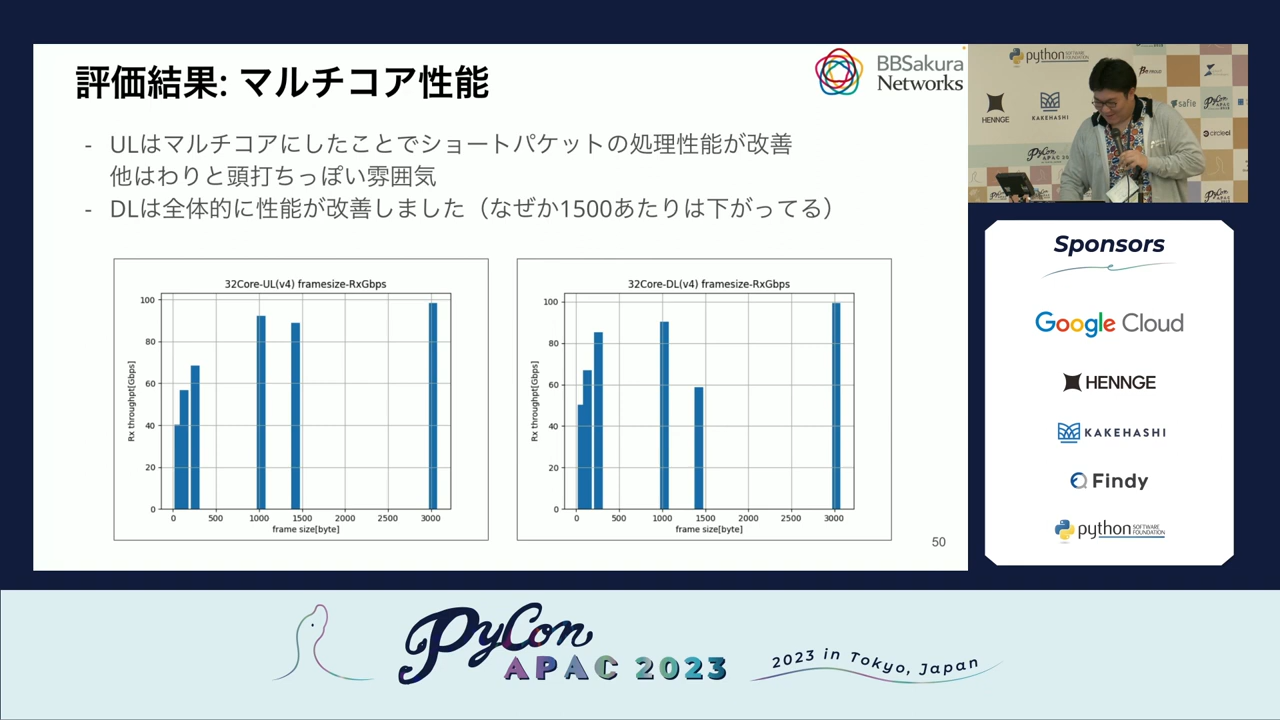 評価結果: マルチコア性能
BBSakura
Networks
- ULはマルチコアにしたことでショートパケットの処理性能が改善
他はわりと頭打ちっぽい雰囲気
- DLは全体的に性能が改善しました（なぜか1500あたりは下がってる）
32Core-UL(v4) framesize-RxGbps
100
80
60
40
20
0
Rx throughpt[Gbps]
0 500 1000 1500 2000 2500 3000
frame size[byte]
32Core-DL(v4) framesize-RxGbps
100
80
60
40
20
0
Rx throughpt[Gbps]
0 500 1000 1500 2000 2500 3000
frame size[byte]
50
python
HENNGE
KAKEHASHI
safie
circleci
Sponsors
Google Cloud
HENNGE
KAKEHASHI
Findy
python SOFTWARE
FOUNDATION
PyCon
APAC 2023
2023 in Tokyo, Japan